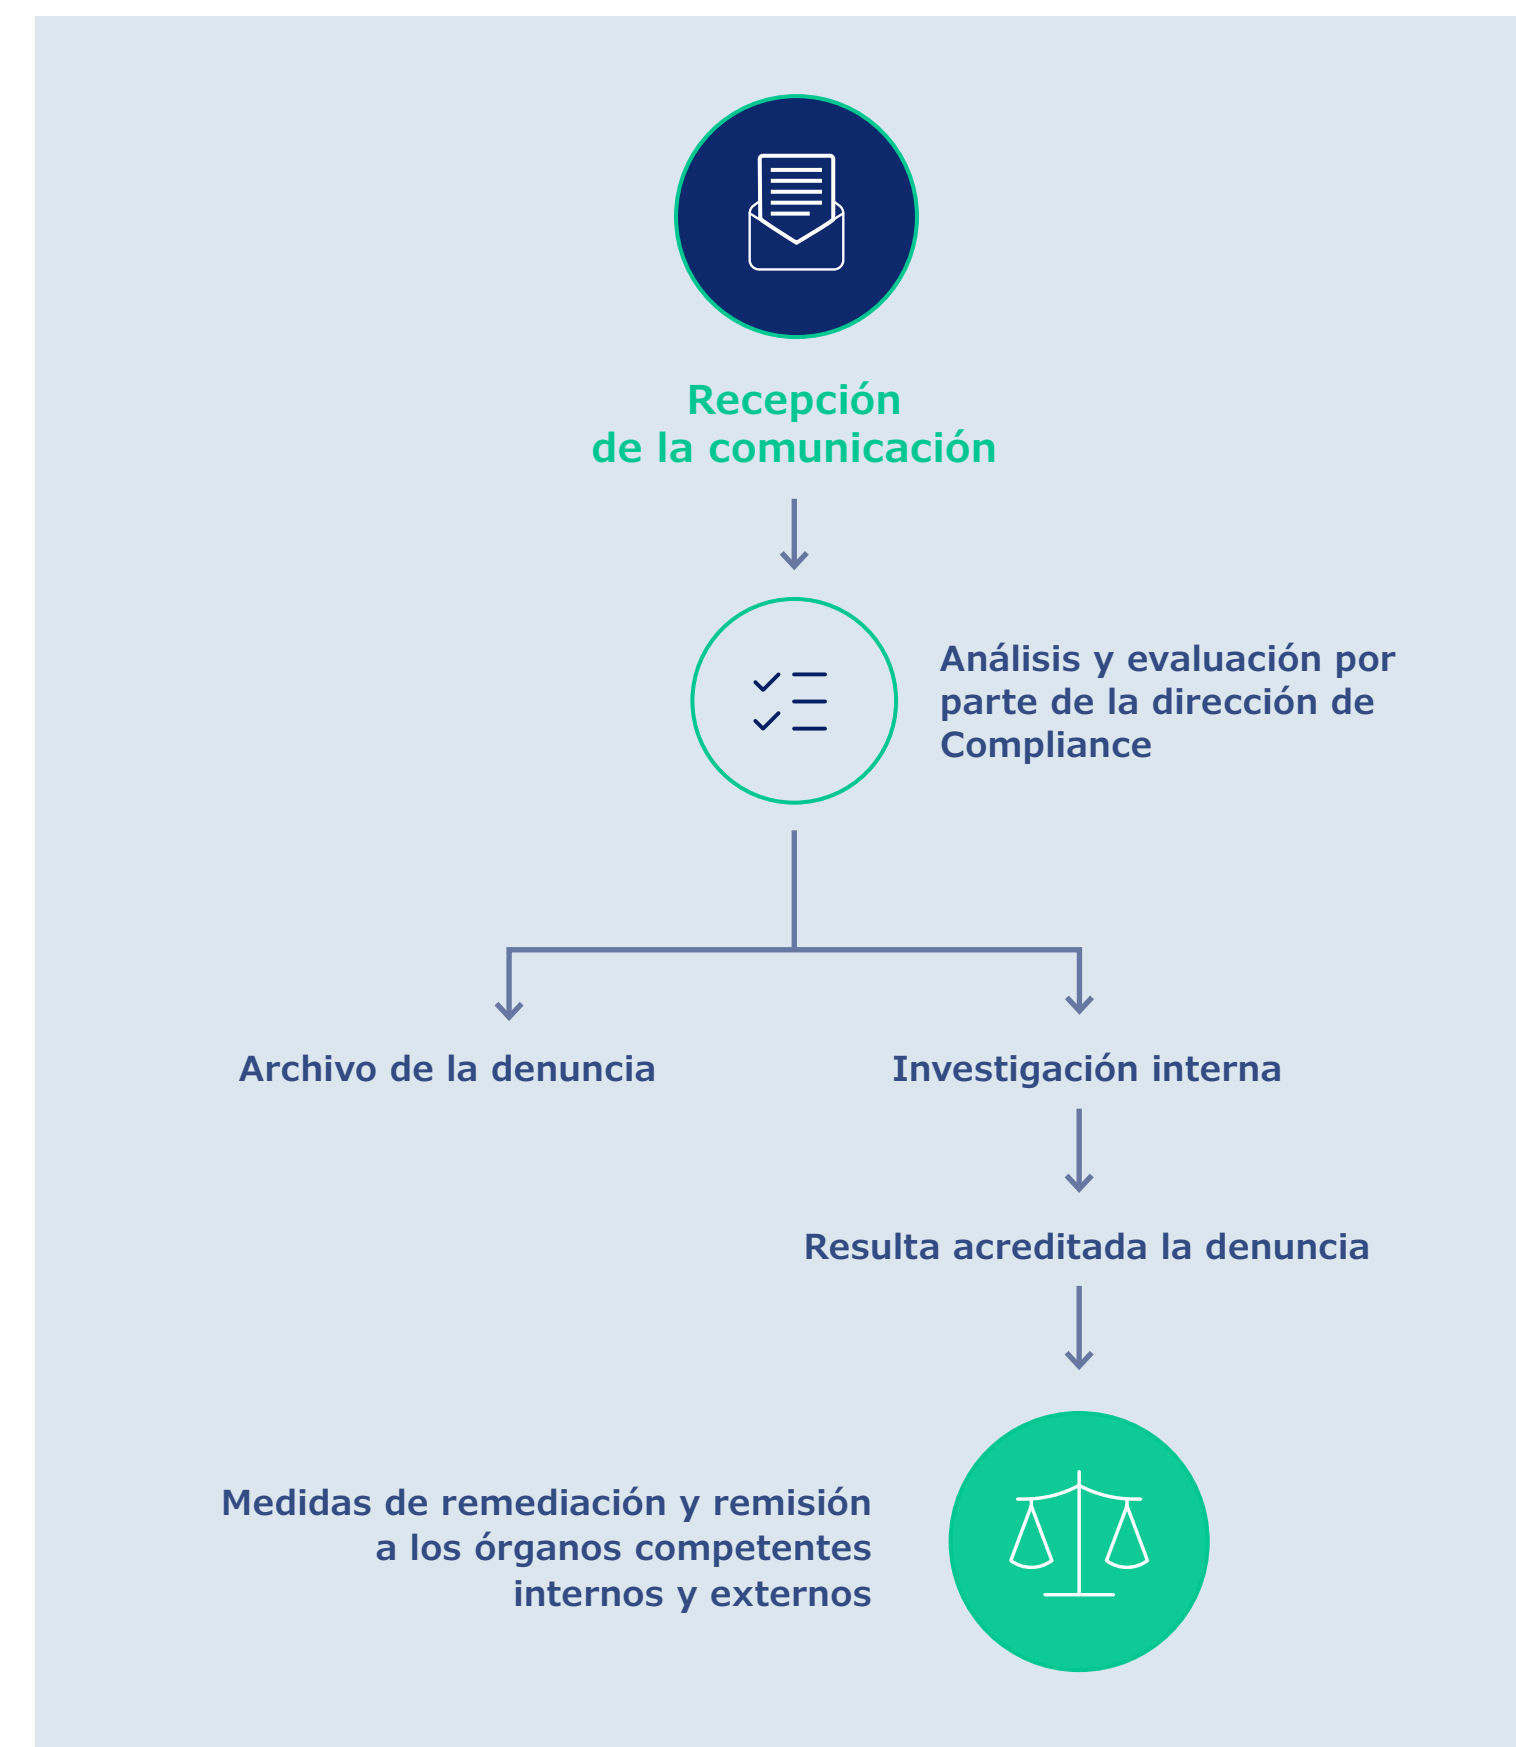 Recepción
de la comunicación
Análisis y evaluación por
parte de la dirección de
Compliance
Archivo de la denuncia
Investigación interna
Resulta acreditada la denuncia
Medidas de remediación y remisión
a los órganos competentes
internos y externos